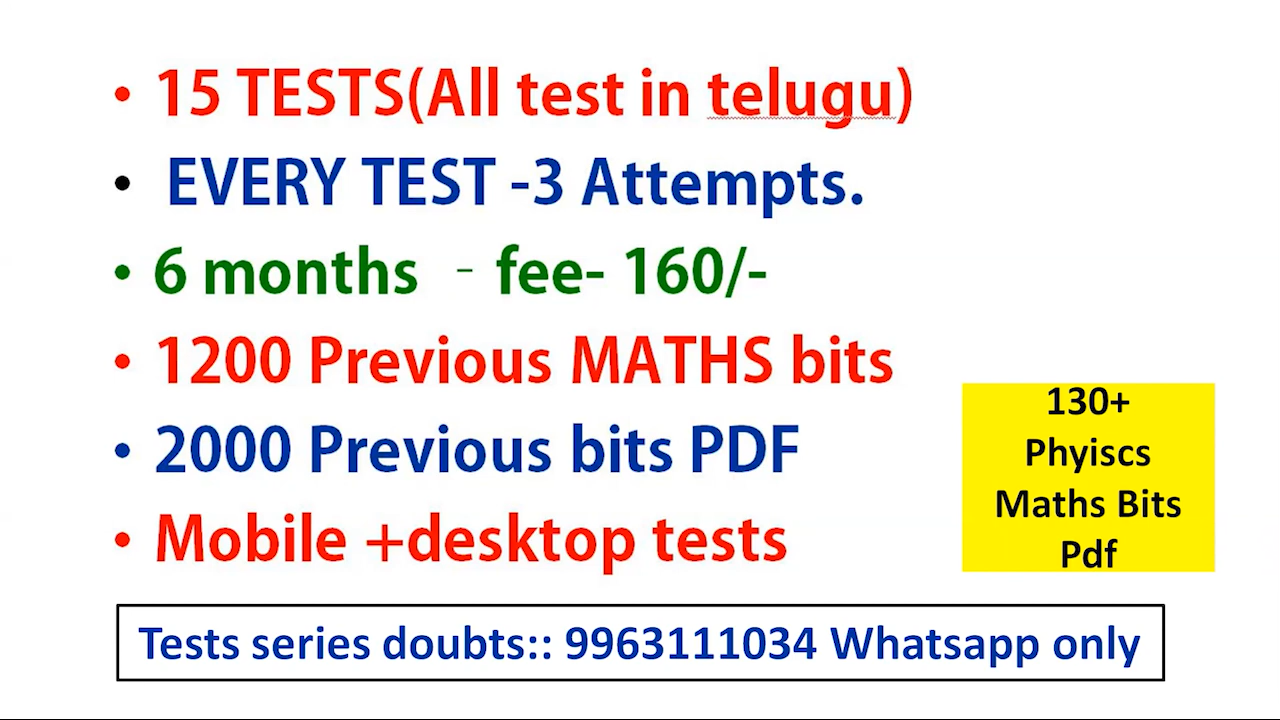 • 15 TESTS(All test in telugu)
• EVERY TEST -3 Attempts.
• 6 months - fee- 160/-
• 1200 Previous MATHS bits
• 2000 Previous bits PDF
• Mobile +desktop tests
130+
Phyiscs
Maths Bits
Pdf
Tests series doubts:: 9963111034 Whatsapp only